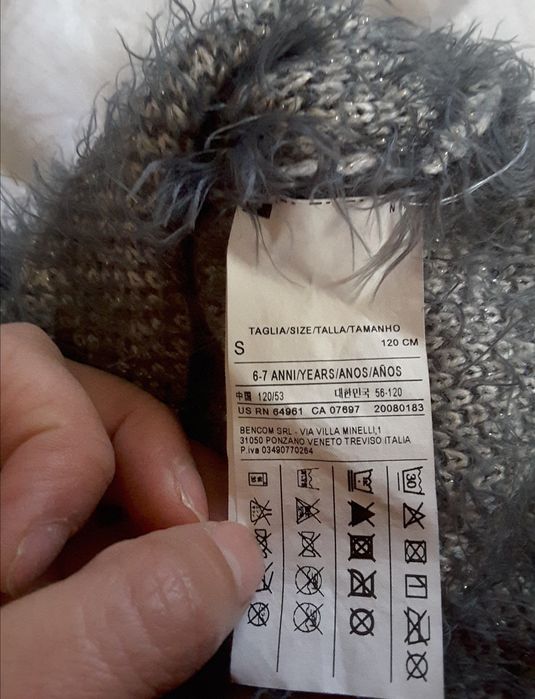 TAGLIA/SIZE/TALLA/TAMANHO
S 120 CM
6-7 ANNI/YEARS/ANOS/AÑOS
中国 120/53 대한민국 56-120
US RN 64961 CA 07697 20080183
BENCOM SRL - VIA VILLA MINELLI,1
31050 PONZANO VENETO TREVISO ITALIA
P.iva 03490770264
30